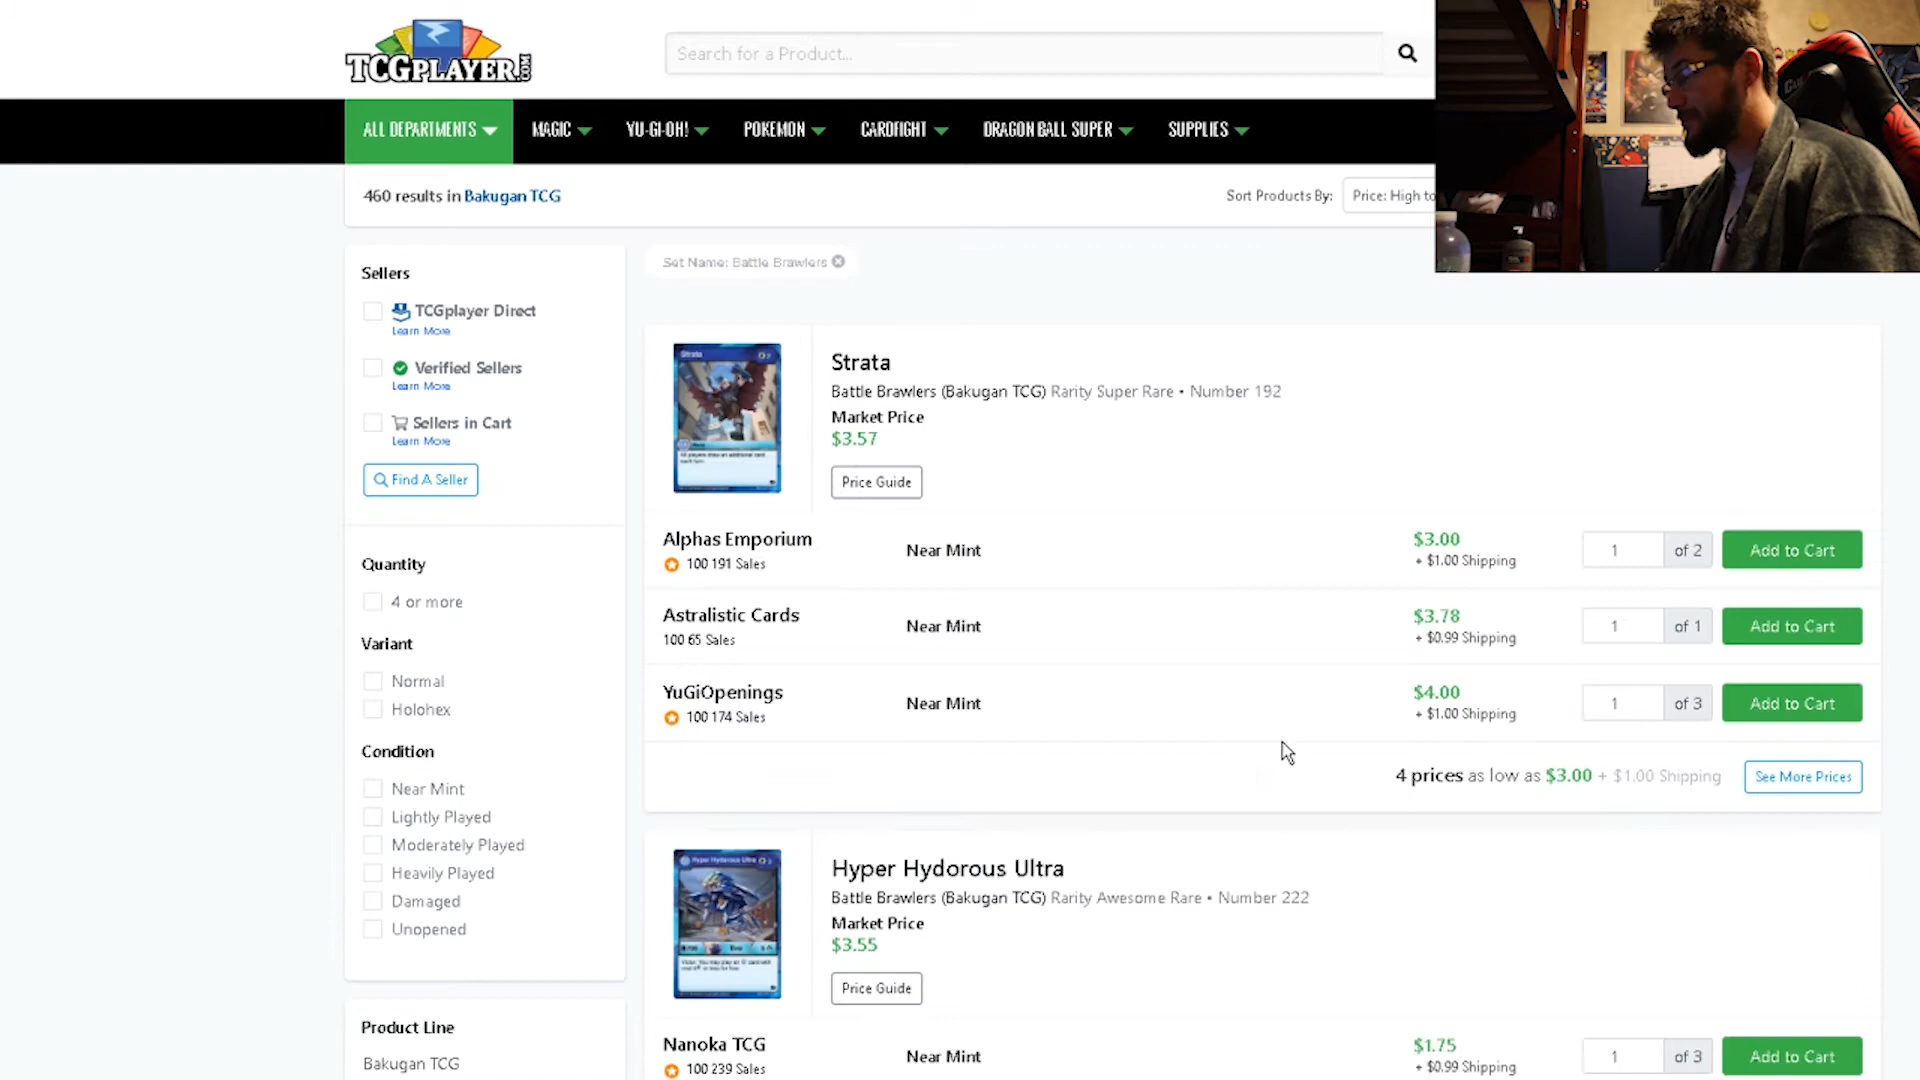 TCGPLAYER.COM
Search for a Product...
ALL DEPARTMENTS
MAGIC
YU-GI-OH!
POKEMON
CARDFIGHT
DRAGON BALL SUPER
SUPPLIES
460 results in Bakugan TCG
Sort Products By:
Price: High to
Set Name: Battle Brawlers
Sellers
TCGplayer Direct
Learn More
Verified Sellers
Learn More
Sellers in Cart
Learn More
Find A Seller
Quantity
4 or more
Variant
Normal
Holohex
Condition
Near Mint
Lightly Played
Moderately Played
Heavily Played
Damaged
Unopened
Product Line
Bakugan TCG
Strata
Strata
Battle Brawlers (Bakugan TCG) Rarity Super Rare • Number 192
Market Price
$3.57
Price Guide
Alphas Emporium
100 191 Sales
Near Mint
$3.00
+ $1.00 Shipping
1 of 2
Add to Cart
Astralistic Cards
100 65 Sales
Near Mint
$3.78
+ $0.99 Shipping
1 of 1
Add to Cart
YuGiOpenings
100 174 Sales
Near Mint
$4.00
+ $1.00 Shipping
1 of 3
Add to Cart
4 prices as low as $3.00 + $1.00 Shipping
See More Prices
Hyper Hydorous Ultra
Hyper Hydorous Ultra
Battle Brawlers (Bakugan TCG) Rarity Awesome Rare • Number 222
Market Price
$3.55
Price Guide
Nanoka TCG
100 239 Sales
Near Mint
$1.75
+ $0.99 Shipping
1 of 3
Add to Cart